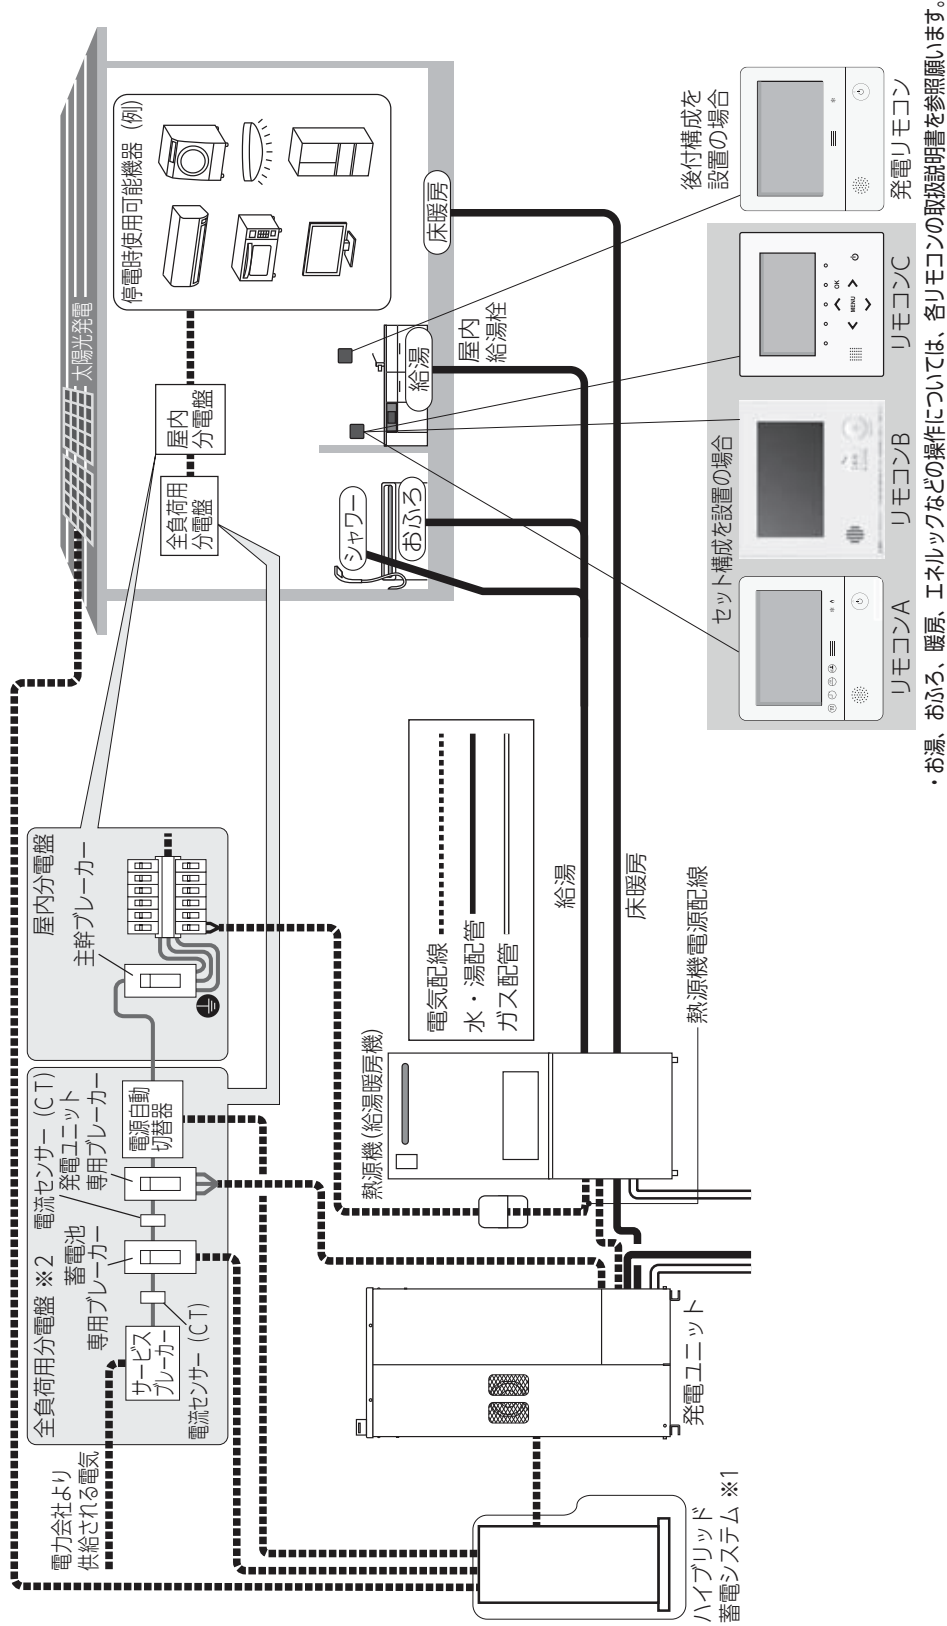 電力会社より
供給される電気
全負荷用分電盤 ※2
サービス
ブレーカー
電流センサー（CT）
蓄電池
専用ブレーカー
電流センサー（CT）
発電ユニット
専用ブレーカー
電源自動
切替器
屋内分電盤
主幹ブレーカー
太陽光発電
全負荷用
分電盤
屋内
分電盤
停電時使用可能機器（例）
シャワー
おふろ
給湯
屋内
給湯栓
床暖房
電気配線
水・湯配管
ガス配管
熱源機（給湯暖房機）
給湯
床暖房
熱源機電源配線
発電ユニット
ハイブリッド
蓄電システム ※1
セット構成を設置の場合
リモコンA
リモコンB
MENU
OK
リモコンC
後付構成を
設置の場合
発電リモコン
・お湯、おふろ、暖房、エネルックなどの操作については、各リモコンの取扱説明書を参照願います。